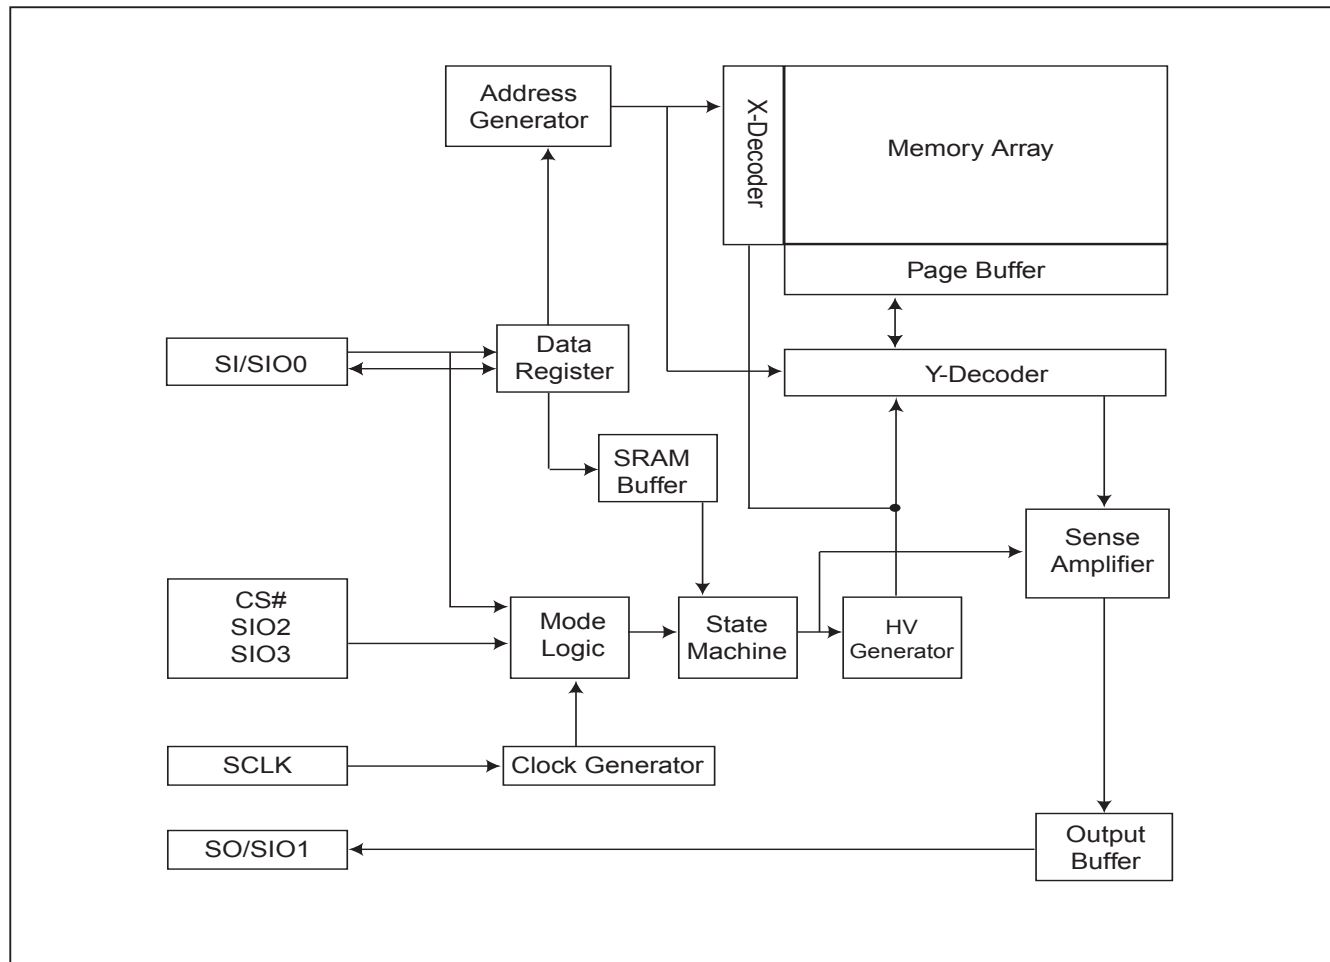 Address
Generator
X-Decoder
Memory Array
Page Buffer
SI/SIO0
Data
Register
Y-Decoder
SRAM
Buffer
Sense
Amplifier
CS#
SIO2
SIO3
Mode
Logic
State
Machine
HV
Generator
SCLK
Clock Generator
SO/SIO1
Output
Buffer